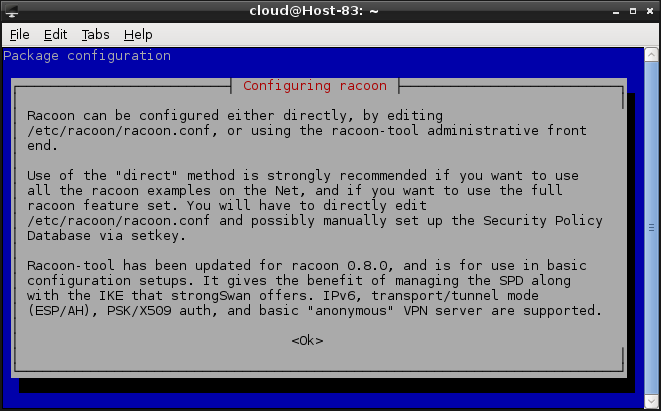 cloud@Host-83: ~
File Edit Tabs Help
Package configuration
Configuring racoon
Racoon can be configured either directly, by editing
/etc/racoon/racoon.conf, or using the racoon-tool administrative front
end.
Use of the "direct" method is strongly recommended if you want to use
all the racoon examples on the Net, and if you want to use the full
racoon feature set. You will have to directly edit
/etc/racoon/racoon.conf and possibly manually set up the Security Policy
Database via setkey.
Racoon-tool has been updated for racoon 0.8.0, and is for use in basic
configuration setups. It gives the benefit of managing the SPD along
with the IKE that strongSwan offers. IPv6, transport/tunnel mode
(ESP/AH), PSK/X509 auth, and basic "anonymous" VPN server are supported.
<Ok>